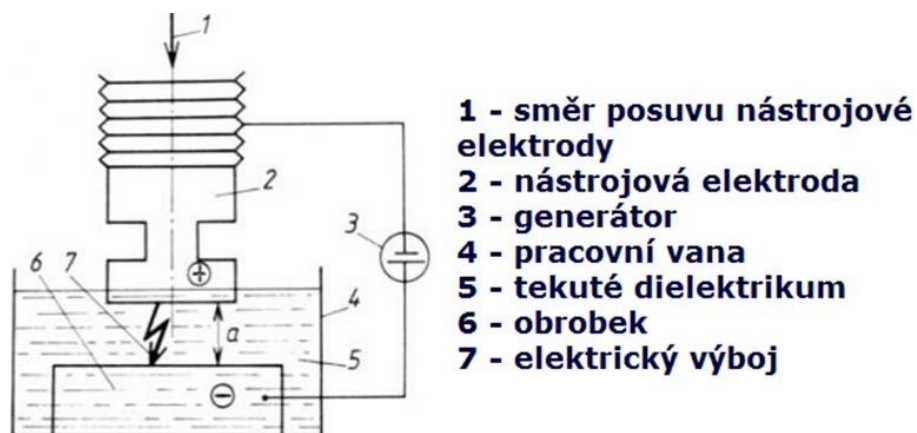 1
2
3
6
7
4
a
5
1 - směr posuvu nástrojové
elektrody
2 - nástrojová elektroda
3 - generátor
4 - pracovní vana
5 - tekuté dielektrikum
6 - obrobek
7 - elektrický výboj